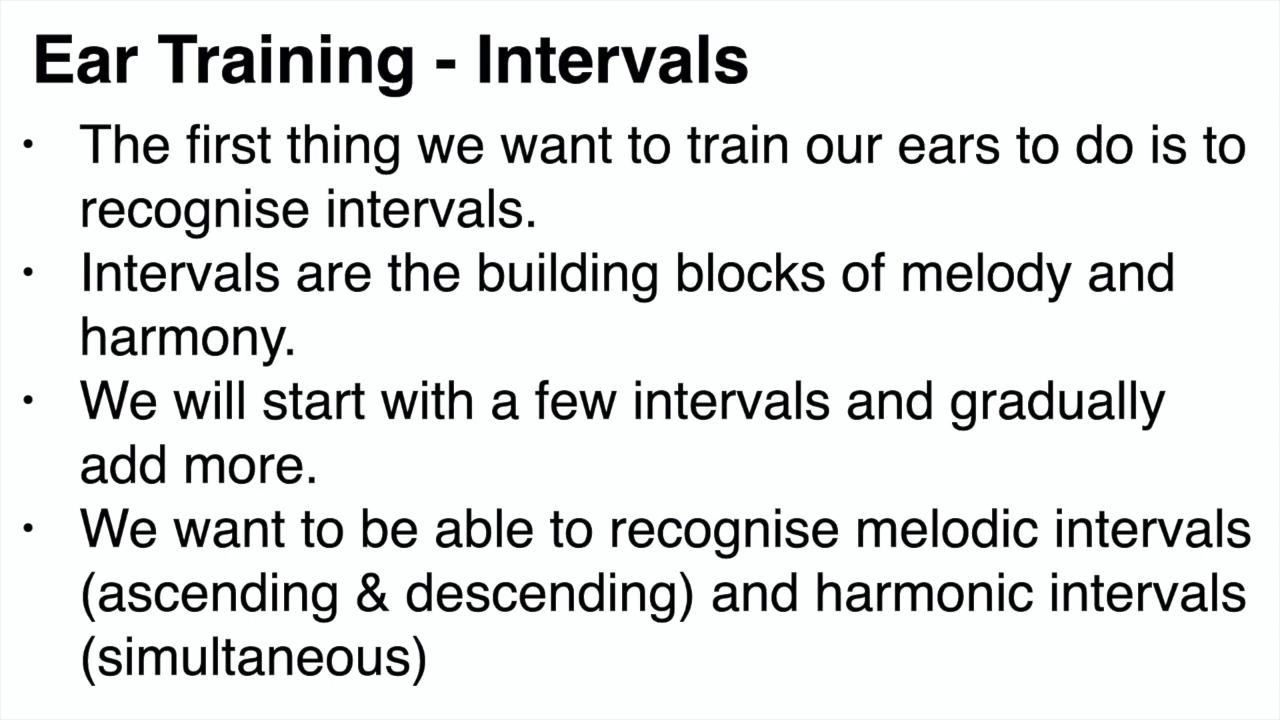 Ear Training - Intervals
• The first thing we want to train our ears to do is to
recognise intervals.
• Intervals are the building blocks of melody and
harmony.
• We will start with a few intervals and gradually
add more.
• We want to be able to recognise melodic intervals
(ascending & descending) and harmonic intervals
(simultaneous)